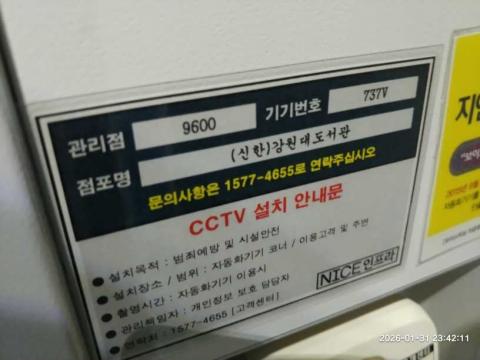 관리점 9600 기기번호 737V
점포명 (신한)강원대도서관
문의사항은 1577-4655로 연락주십시오
CCTV 설치 안내문
● 설치목적 : 범죄예방 및 시설안전
● 설치장소 / 범위 : 자동화기기 코너 / 이용고객 및 주변
● 촬영시간 : 자동화기기 이용시
● 관리책임자 : 개인정보 보호 담당자
● 연락처 : 1577-4655 [고객센터]
NICE인프라
2026-01-31 23:42:11